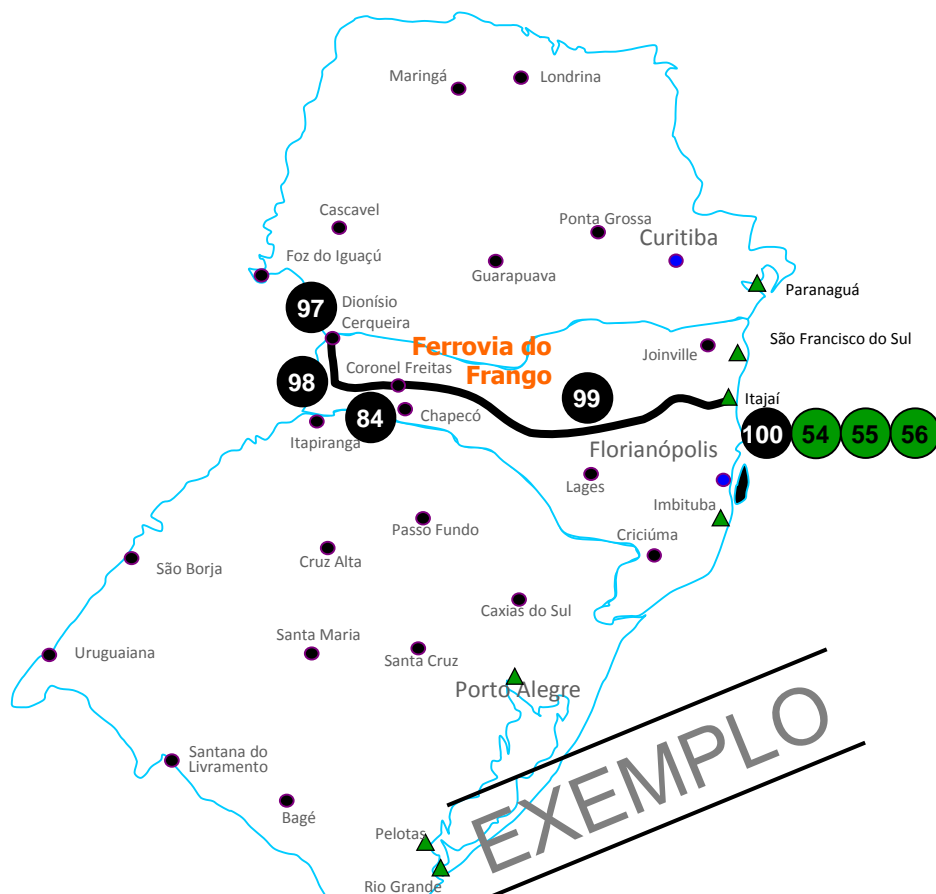 Maringá
Londrina
Cascavel
Ponta Grossa
Curitiba
Foz do Iguaçú
Guarapuava
Paranaguá
97
Dionísio
Cerqueira
São Francisco do Sul
Joinville
Ferrovia do
Frango
Coronel Freitas
98
99
Itajaí
84
Chapecó
Itapiranga
100
54
55
56
Florianópolis
Lages
Imbituba
Passo Fundo
Criciúma
Cruz Alta
São Borja
Caxias do Sul
Santa Maria
Santa Cruz
Uruguaiana
Porto Alegre
Santana do
Livramento
EXEMPLO
Bagé
Pelotas
Rio Grande